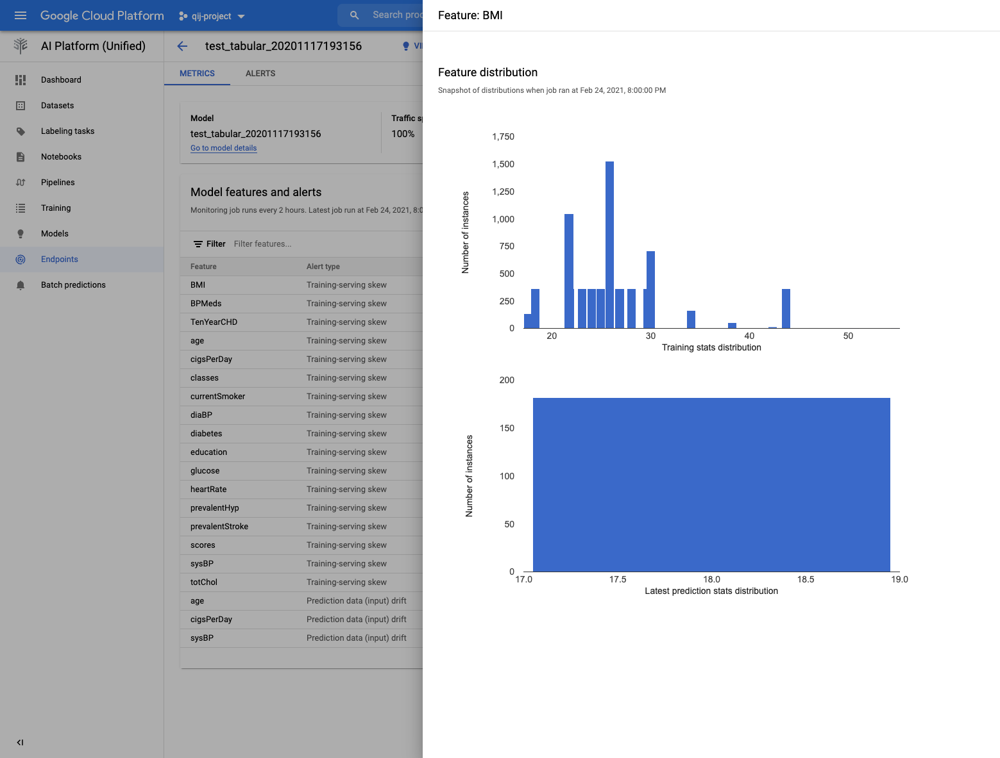 Google Cloud Platform
qij-project
Search
AI Platform (Unified)
Dashboard
Datasets
Labeling tasks
Notebooks
Pipelines
Training
Models
Endpoints
Batch predictions
test_tabular_20201117193156
METRICS
ALERTS
Model
test_tabular_20201117193156
Go to model details
Traffic
100%
Model features and alerts
Monitoring job runs every 2 hours. Latest job run at Feb 24, 2021, 8:0
Filter
Filter features...
Feature Alert type
BMI Training-serving skew
BPMeds Training-serving skew
TenYearCHD Training-serving skew
age Training-serving skew
cigsPerDay Training-serving skew
classes Training-serving skew
currentSmoker Training-serving skew
diaBP Training-serving skew
diabetes Training-serving skew
education Training-serving skew
glucose Training-serving skew
heartRate Training-serving skew
prevalentHyp Training-serving skew
prevalentStroke Training-serving skew
scores Training-serving skew
sysBP Training-serving skew
totChol Training-serving skew
age Prediction data (input) drift
cigsPerDay Prediction data (input) drift
sysBP Prediction data (input) drift
Feature: BMI
Feature distribution
Snapshot of distributions when job ran at Feb 24, 2021, 8:00:00 PM
Number of instances
1,750
1,500
1,250
1,000
750
500
250
0
20 30 40 50
Training stats distribution
Number of instances
200
150
100
50
0
17.0 17.5 18.0 18.5 19.0
Latest prediction stats distribution